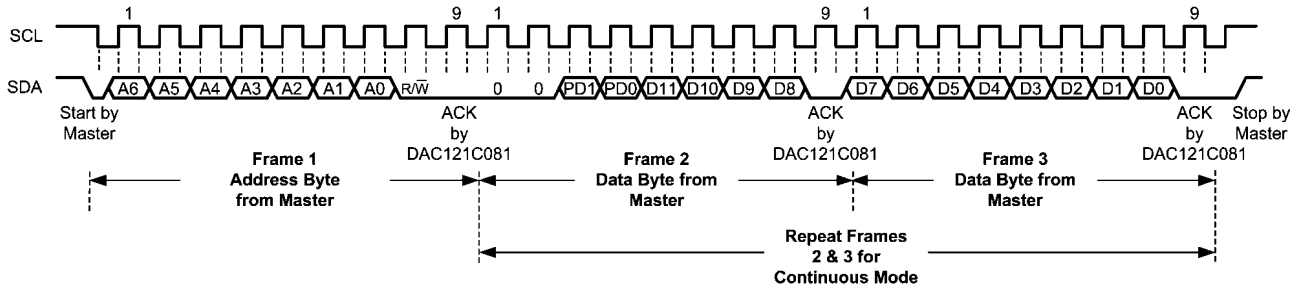 1 9 1 9 1 9
SCL
SDA A6 A5 A4 A3 A2 A1 A0 R/W̅ 0 0 PD1 PD0 D11 D10 D9 D8 D7 D6 D5 D4 D3 D2 D1 D0
Start by
Master
ACK
by
DAC121C081
ACK
by
DAC121C081
ACK
by
DAC121C081
Stop by
Master
Frame 1
Address Byte
from Master
Frame 2
Data Byte from
Master
Frame 3
Data Byte from
Master
Repeat Frames
2 & 3 for
Continuous Mode